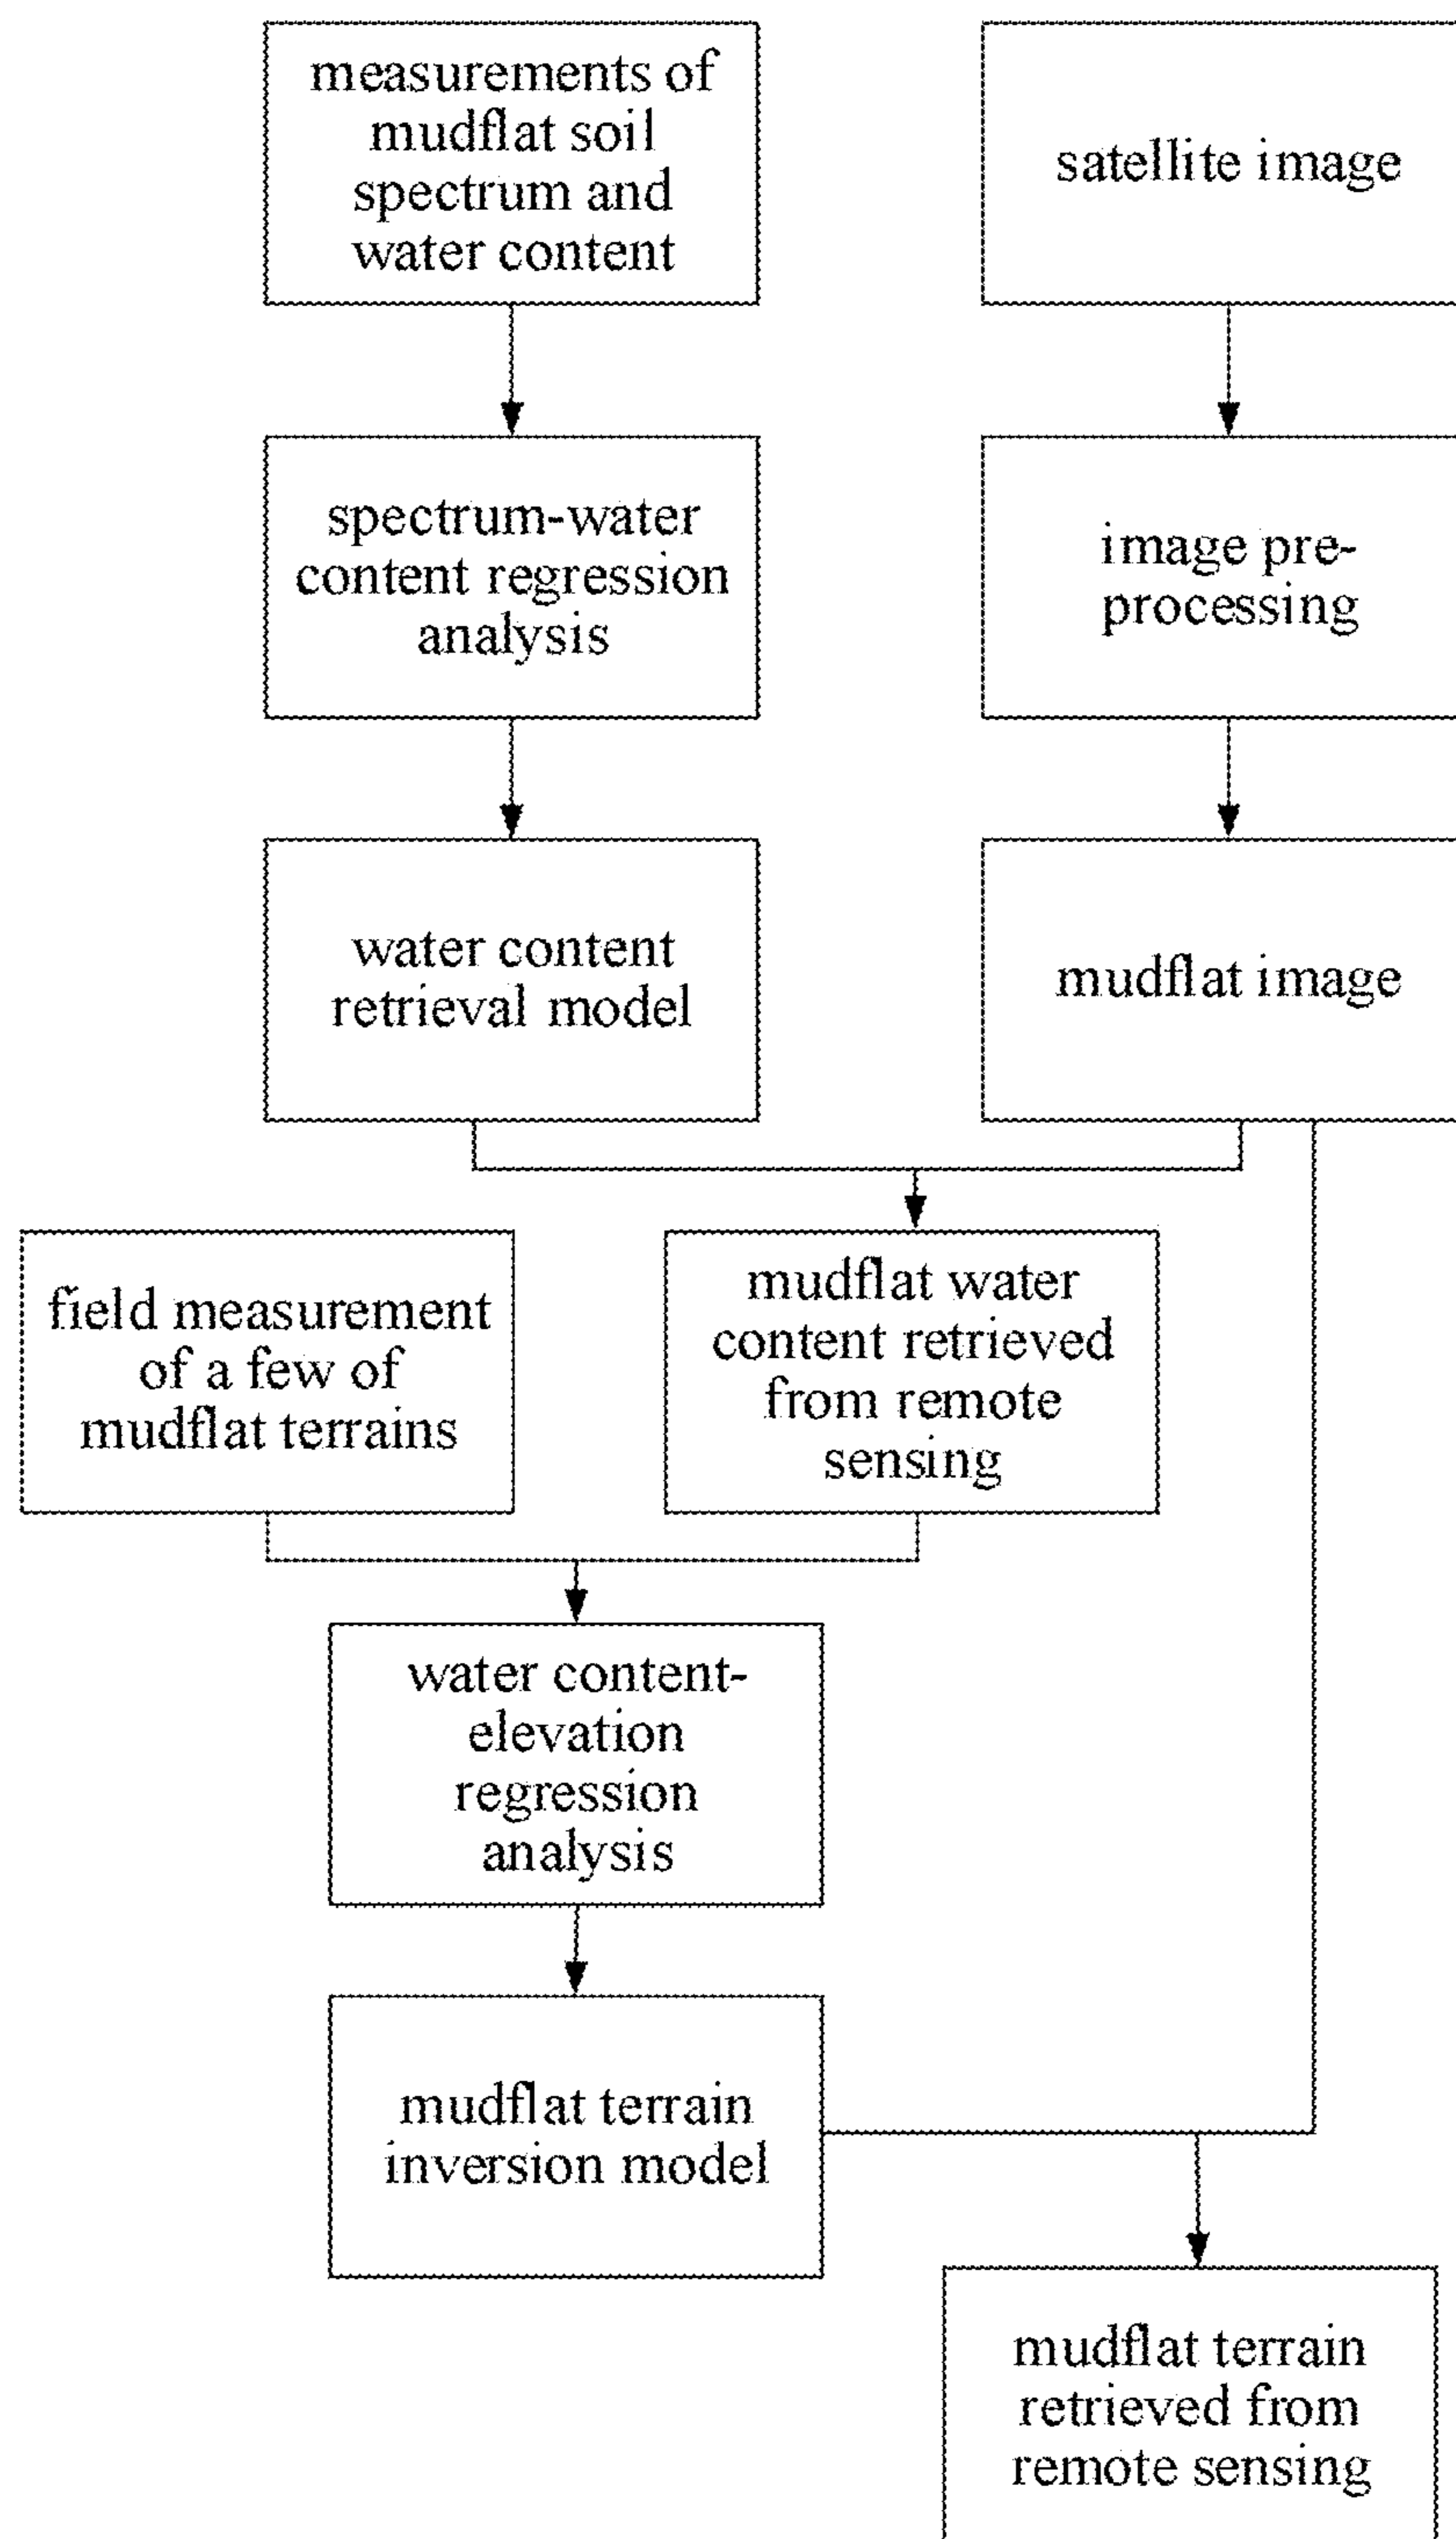 measurements of
mudflat soil
spectrum and
water content
satellite image
spectrum-water
content regression
analysis
image pre-
processing
water content
retrieval model
mudflat image
field measurement
of a few of
mudflat terrains
mudflat water
content retrieved
from remote
sensing
water content-
elevation
regression
analysis
mudflat terrain
inversion model
mudflat terrain
retrieved from
remote sensing